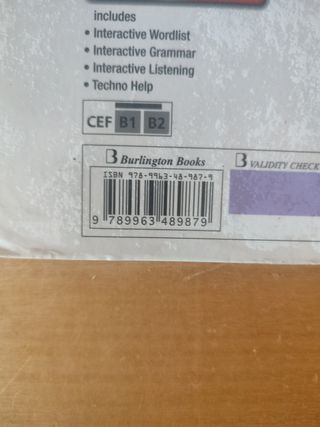 includes
• Interactive Wordlist
• Interactive Grammar
• Interactive Listening
• Techno Help
CEF B1 B2
B Burlington Books
B VALIDITY CHECK
ISBN 978-9963-48-987-9
9 789963 489879